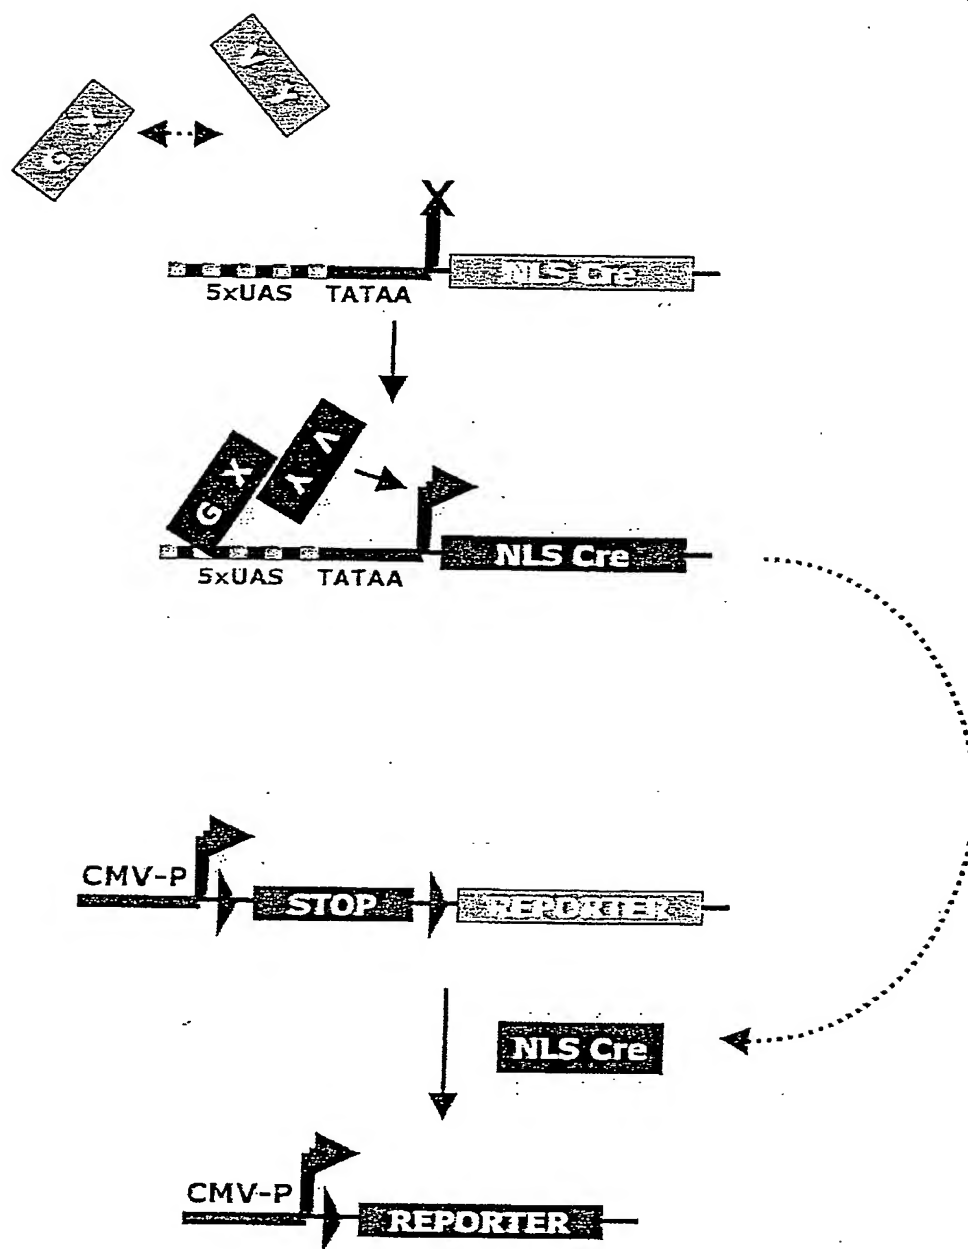 V Y
G X
X
NLS Cre
5xUAS TATAA
G X
Y V
NLS Cre
5xUAS TATAA
CMV-P
STOP
REPORTER
NLS Cre
CMV-P
REPORTER